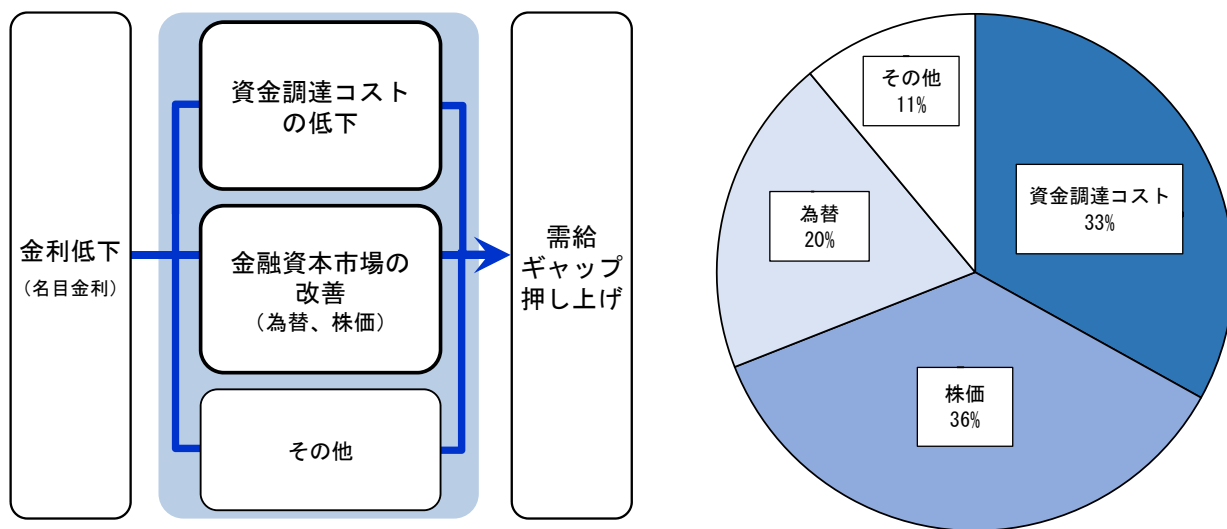 金利低下
（名目金利）
資金調達コスト
の低下
金融資本市場の
改善
（為替、株価）
その他
需給
ギャップ
押し上げ
その他
11%
資金調達コスト
33%
為替
20%
株価
36%